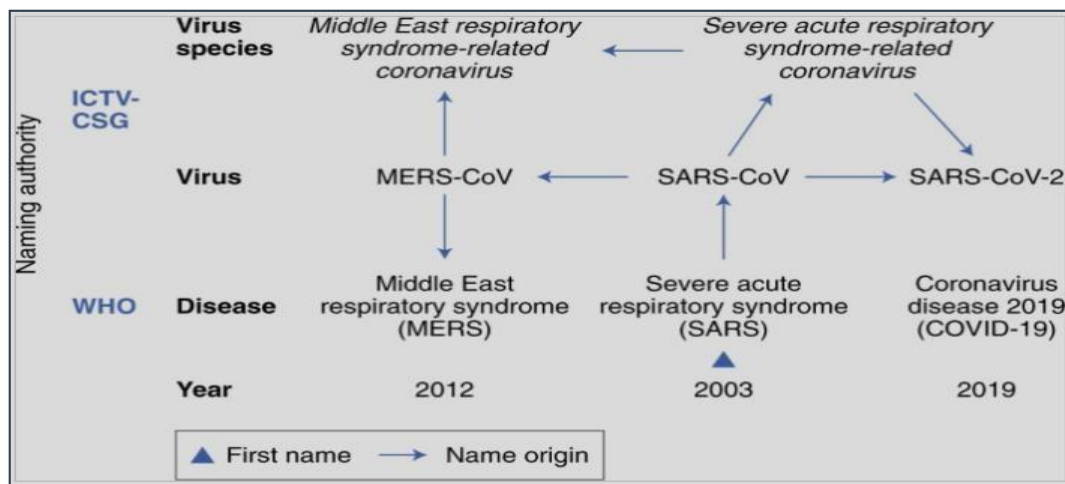 Virus species
Middle East respiratory syndrome-related coronavirus
Severe acute respiratory syndrome-related coronavirus
Naming authority
ICTV-CSG
Virus
MERS-CoV
SARS-CoV
SARS-CoV-2
WHO
Disease
Middle East respiratory syndrome (MERS)
Severe acute respiratory syndrome (SARS)
Coronavirus disease 2019 (COVID-19)
Year
2012
2003
2019
First name
Name origin